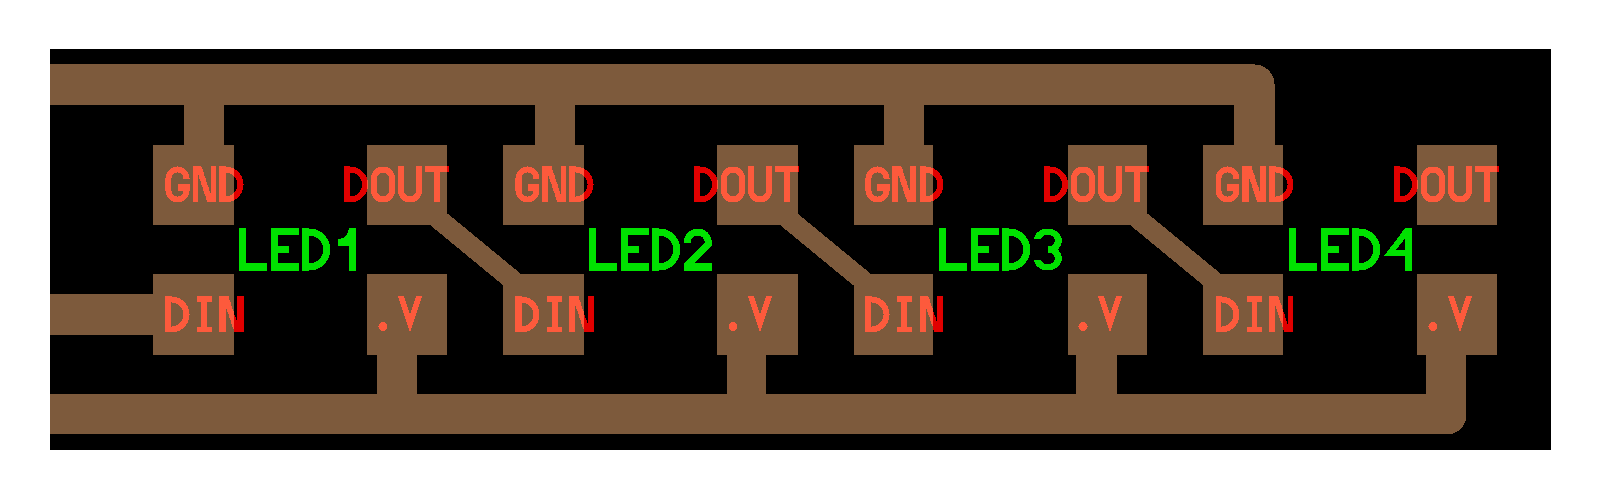 GND DOUT GND DOUT GND DOUT GND DOUT
LED1 LED2 LED3 LED4
DIN .V DIN .V DIN .V DIN .V